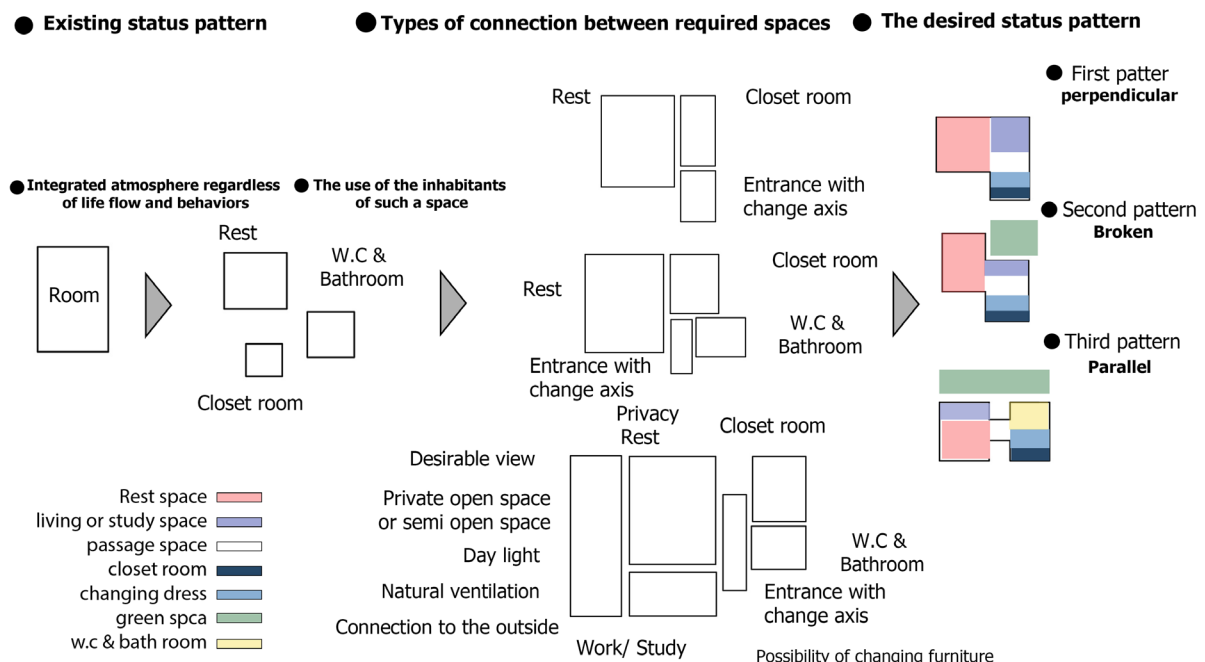 Existing status pattern
Types of connection between required spaces
The desired status pattern
Integrated atmosphere regardless
of life flow and behaviors
The use of the inhabitants
of such a space
Room
Rest
W.C &
Bathroom
Closet room
Rest
Closet room
Entrance with
change axis
Rest
Closet room
W.C &
Bathroom
Entrance with
change axis
Privacy
Rest
Closet room
Desirable view
Private open space
or semi open space
Day light
Natural ventilation
Connection to the outside
Work/ Study
W.C &
Bathroom
Entrance with
change axis
Possibility of changing furniture
First patter
perpendicular
Second pattern
Broken
Third pattern
Parallel
Rest space
living or study space
passage space
closet room
changing dress
green spca
w.c & bath room